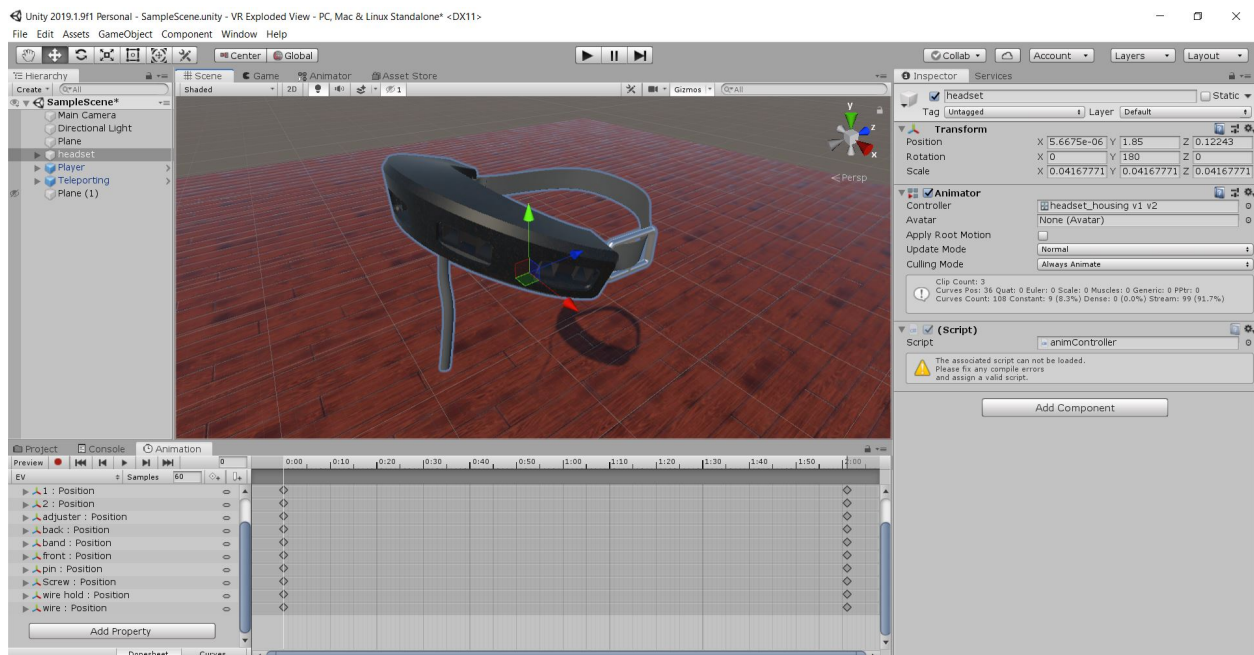 Unity 2019.1.9f1 Personal - SampleScene.unity - VR Exploded View - PC, Mac & Linux Standalone* <DX11>
File Edit Assets GameObject Component Window Help
Center Global
Collab Account Layers Layout
Hierarchy
Create All
SampleScene*
Main Camera
Directional Light
Plane
headset
Player
Teleporting
Plane (1)
Scene Game Animator Asset Store
Shaded 2D 1 Gizmos All
y
z
x
Persp
Inspector Services
headset Static
Tag Untagged Layer Default
Transform
Position X 5.6675e-06 Y 1.85 Z 0.12243
Rotation X 0 Y 180 Z 0
Scale X 0.04167771 Y 0.04167771 Z 0.04167771
Animator
Controller headset_housing v1 v2
Avatar None (Avatar)
Apply Root Motion
Update Mode Normal
Culling Mode Always Animate
Clip Count: 3
Curves Pos: 36 Quat: 0 Euler: 0 Scale: 0 Muscles: 0 Generic: 0 PPtr: 0
Curves Count: 108 Constant: 9 (8.3%) Dense: 0 (0.0%) Stream: 99 (91.7%)
(Script)
Script animController
The associated script can not be loaded.
Please fix any compile errors
and assign a valid script.
Add Component
Project Console Animation
Preview 0 0:00 0:10 0:20 0:30 0:40 0:50 1:00 1:10 1:20 1:30 1:40 1:50 2:00
EV Samples 60
1 : Position
2 : Position
adjuster : Position
back : Position
band : Position
front : Position
pin : Position
Screw : Position
wire hold : Position
wire : Position
Add Property
Dopesheet Curves